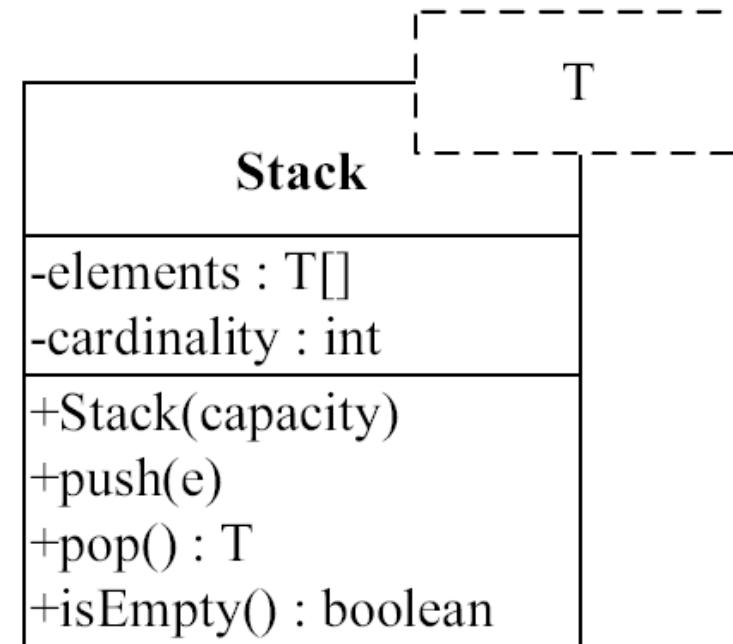 T
Stack
-elements : T[]
-cardinality : int
+Stack(capacity)
+push(e)
+pop() : T
+isEmpty() : boolean